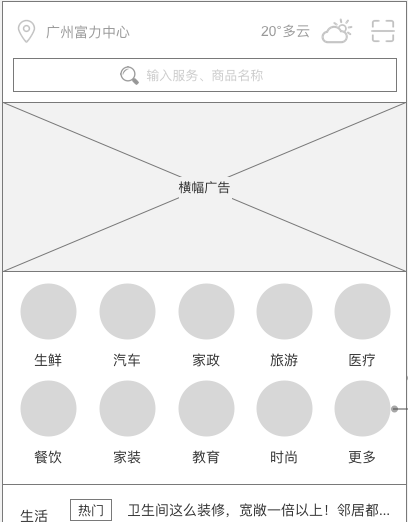 广州富力中心 20°多云
输入服务、商品名称
横幅广告
生鲜 汽车 家政 旅游 医疗
餐饮 家装 教育 时尚 更多
生活 热门 卫生间这么装修，宽敞一倍以上！邻居都...